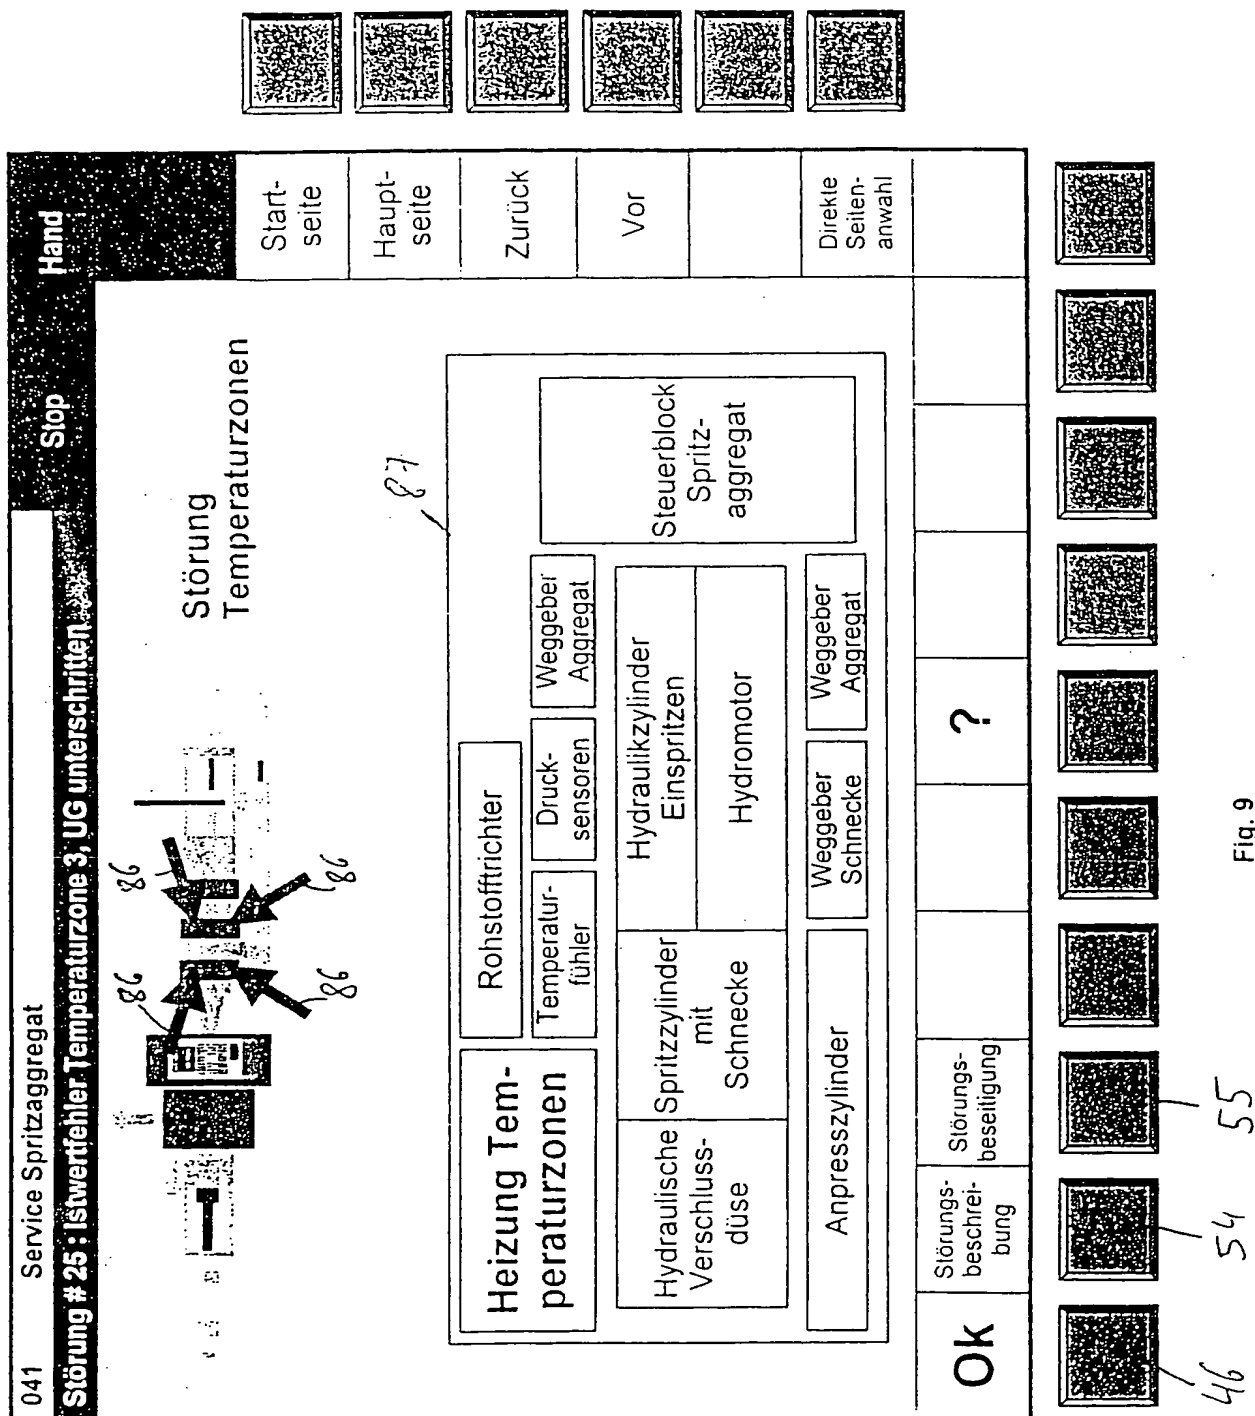 041
Service Spritzaggregat
Stop
Hand
Störung # 25 : Istwertfehler Temperaturzone 3, UG unterschritten
Störung
Temperaturzonen
86
86
86
86
87
Start-
seite
Haupt-
seite
Zurück
Vor
Direkte
Seiten-
anwahl
Heizung Tem-
peraturzonen
Rohstofftrichter
Temperatur-
fühler
Druck-
sensoren
Weggeber
Aggregat
Steuerblock
Spritz-
aggregat
Hydraulische
Verschluss-
düse
Spritzzylinder
mit
Schnecke
Hydraulikzylinder
Einspritzen
Hydromotor
Anpresszylinder
Weggeber
Schnecke
Weggeber
Aggregat
Ok
Störungs-
beschrei-
bung
Störungs-
beseitigung
?
46
54
55
Fig. 9